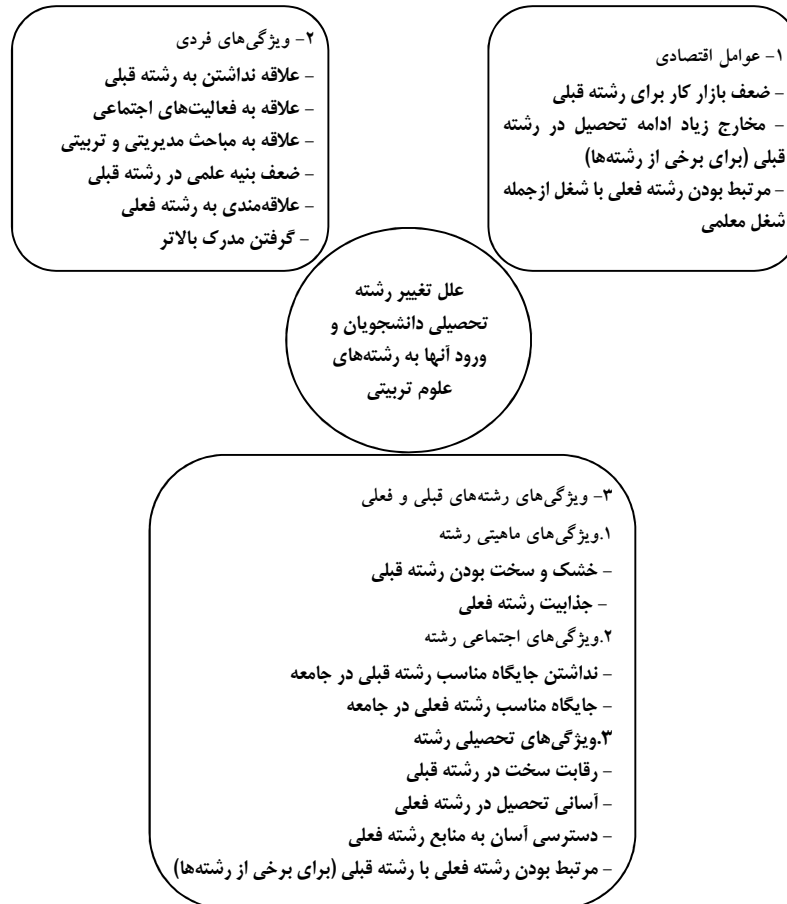 ۱- عوامل اقتصادی
- ضعف بازار کار برای رشته قبلی
- مخارج زیاد ادامه تحصیل در رشته
قبلی (برای برخی از رشته‌ها)
- مرتبط بودن رشته فعلی با شغل ازجمله
شغل معلمی
۲- ویژگی‌های فردی
- علاقه نداشتن به رشته قبلی
- علاقه به فعالیت‌های اجتماعی
- علاقه به مباحث مدیریتی و تربیتی
- ضعف بنیه علمی در رشته قبلی
- علاقه‌مندی به رشته فعلی
- گرفتن مدرک بالاتر
علل تغییر رشته
تحصیلی دانشجویان و
ورود آنها به رشته‌های
علوم تربیتی
۳- ویژگی‌های رشته‌های قبلی و فعلی
۱.ویژگی‌های ماهیتی رشته
- خشک و سخت بودن رشته قبلی
- جذابیت رشته فعلی
۲.ویژگی‌های اجتماعی رشته
- نداشتن جایگاه مناسب رشته قبلی در جامعه
- جایگاه مناسب رشته فعلی در جامعه
۳.ویژگی‌های تحصیلی رشته
- رقابت سخت در رشته قبلی
- آسانی تحصیل در رشته فعلی
- دسترسی آسان به منابع رشته فعلی
- مرتبط بودن رشته فعلی با رشته قبلی (برای برخی از رشته‌ها)